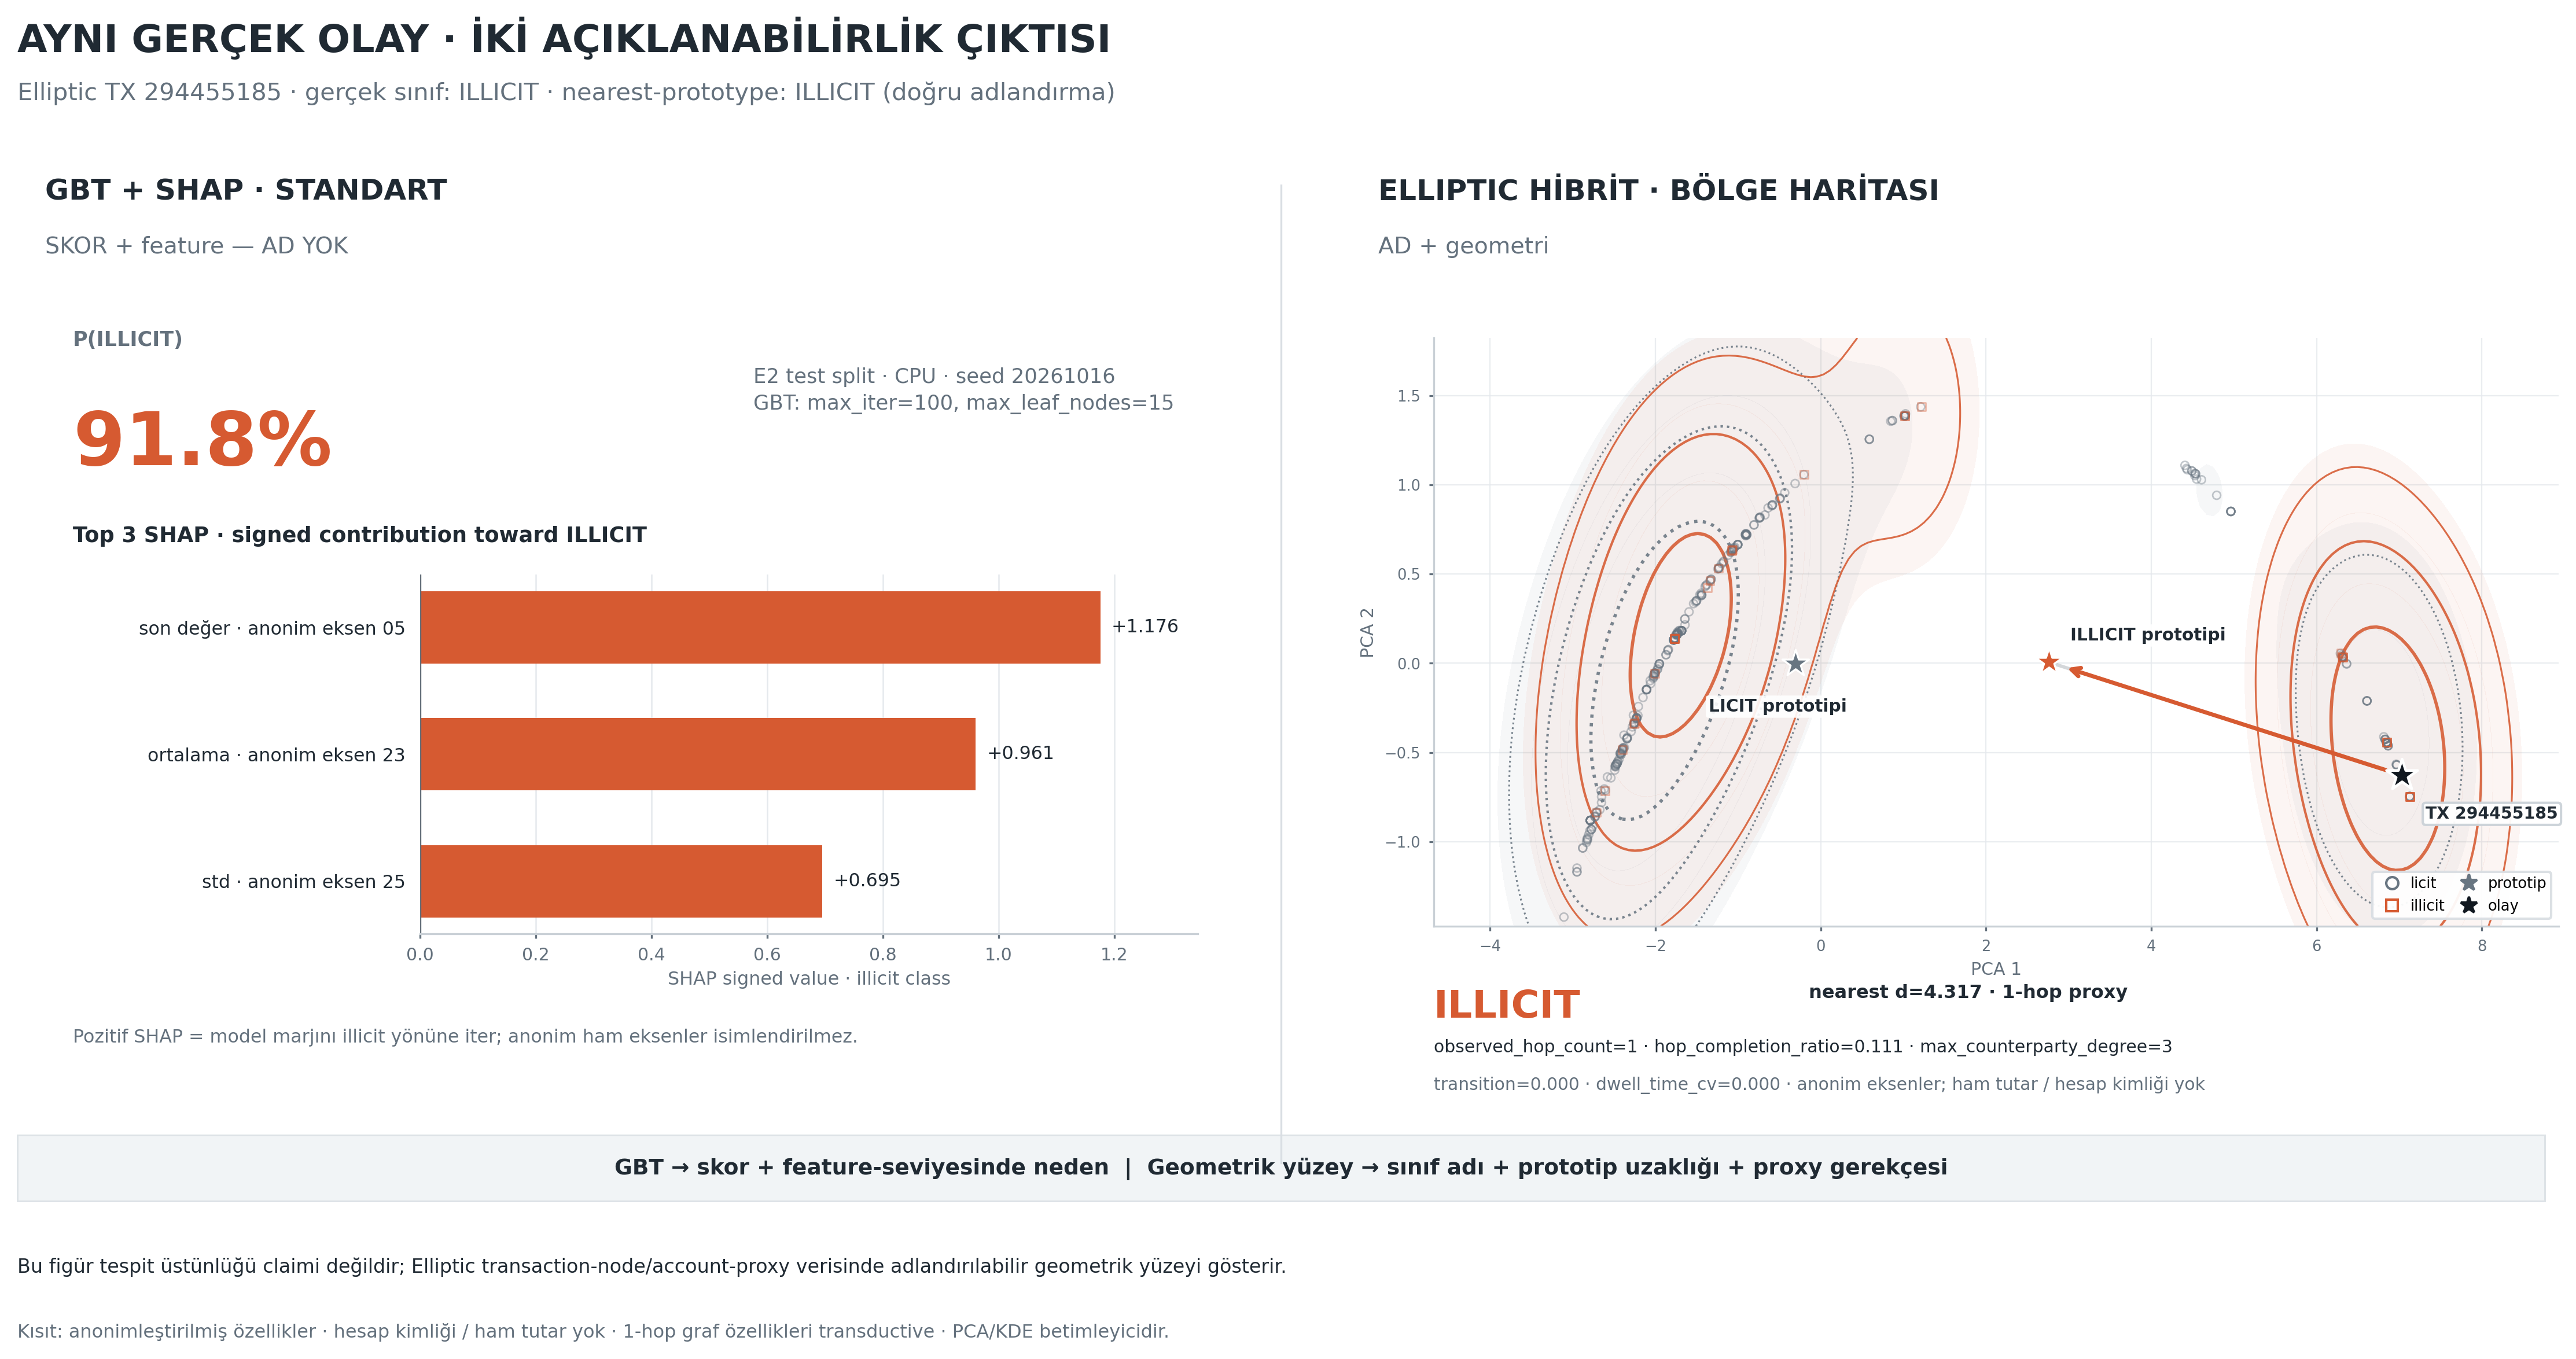 AYNI GERÇEK OLAY · İKİ AÇIKLANABİLİRLİK ÇIKTISI
Elliptic TX 294455185 · gerçek sınıf: ILLICIT · nearest-prototype: ILLICIT (doğru adlandırma)
GBT + SHAP · STANDART
SKOR + feature — AD YOK
P(ILLICIT)
91.8%
E2 test split · CPU · seed 20261016
GBT: max_iter=100, max_leaf_nodes=15
Top 3 SHAP · signed contribution toward ILLICIT
son değer · anonim eksen 05
+1.176
ortalama · anonim eksen 23
+0.961
std · anonim eksen 25
+0.695
0.0 0.2 0.4 0.6 0.8 1.0 1.2
SHAP signed value · illicit class
Pozitif SHAP = model marjını illicit yönüne iter; anonim ham eksenler isimlendirilmez.
ELLIPTIC HİBRİT · BÖLGE HARİTASI
AD + geometri
PCA 2
1.5
1.0
0.5
0.0
−0.5
−1.0
ILLICIT prototipi
LICIT prototipi
TX 294455185
licit prototip
illicit olay
−4 −2 0 2 4 6 8
PCA 1
ILLICIT
nearest d=4.317 · 1-hop proxy
observed_hop_count=1 · hop_completion_ratio=0.111 · max_counterparty_degree=3
transition=0.000 · dwell_time_cv=0.000 · anonim eksenler; ham tutar / hesap kimliği yok
GBT → skor + feature-seviyesinde neden | Geometrik yüzey → sınıf adı + prototip uzaklığı + proxy gerekçesi
Bu figür tespit üstünlüğü claimi değildir; Elliptic transaction-node/account-proxy verisinde adlandırılabilir geometrik yüzeyi gösterir.
Kısıt: anonimleştirilmiş özellikler · hesap kimliği / ham tutar yok · 1-hop graf özellikleri transductive · PCA/KDE betimleyicidir.